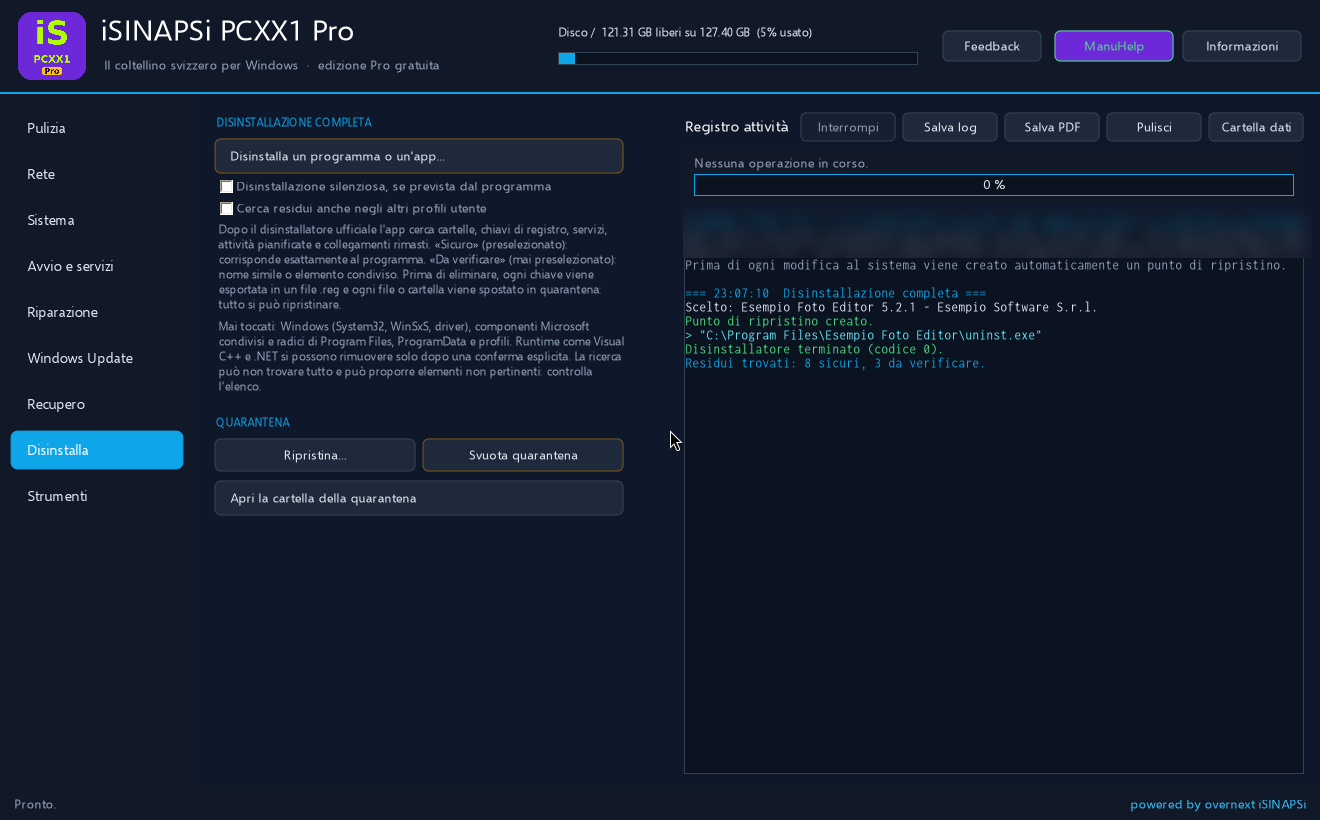 iS
PCXX1
Pro
iSINAPSi PCXX1 Pro
Il coltellino svizzero per Windows · edizione Pro gratuita
Disco / 121.31 GB liberi su 127.40 GB (5% usato)
Feedback
ManuHelp
Informazioni
Pulizia
Rete
Sistema
Avvio e servizi
Riparazione
Windows Update
Recupero
Disinstalla
Strumenti
DISINSTALLAZIONE COMPLETA
Disinstalla un programma o un'app...
Disinstallazione silenziosa, se prevista dal programma
Cerca residui anche negli altri profili utente
Dopo il disinstallatore ufficiale l'app cerca cartelle, chiavi di registro, servizi,
attività pianificate e collegamenti rimasti. «Sicuro» (preselezionato):
corrisponde esattamente al programma. «Da verificare» (mai preselezionato):
nome simile o elemento condiviso. Prima di eliminare, ogni chiave viene
esportata in un file .reg e ogni file o cartella viene spostato in quarantena:
tutto si può ripristinare.
Mai toccati: Windows (System32, WinSxS, driver), componenti Microsoft
condivisi e radici di Program Files, ProgramData e profili. Runtime come Visual
C++ e .NET si possono rimuovere solo dopo una conferma esplicita. La ricerca
può non trovare tutto e può proporre elementi non pertinenti: controlla
l'elenco.
QUARANTENA
Ripristina...
Svuota quarantena
Apri la cartella della quarantena
Registro attività
Interrompi
Salva log
Salva PDF
Pulisci
Cartella dati
Nessuna operazione in corso.
0 %
Prima di ogni modifica al sistema viene creato automaticamente un punto di ripristino.
=== 23:07:10 Disinstallazione completa ===
Scelto: Esempio Foto Editor 5.2.1 - Esempio Software S.r.l.
Punto di ripristino creato.
> "C:\Program Files\Esempio Foto Editor\uninst.exe"
Disinstallatore terminato (codice 0).
Residui trovati: 8 sicuri, 3 da verificare.
Pronto.
powered by overnext iSINAPSi